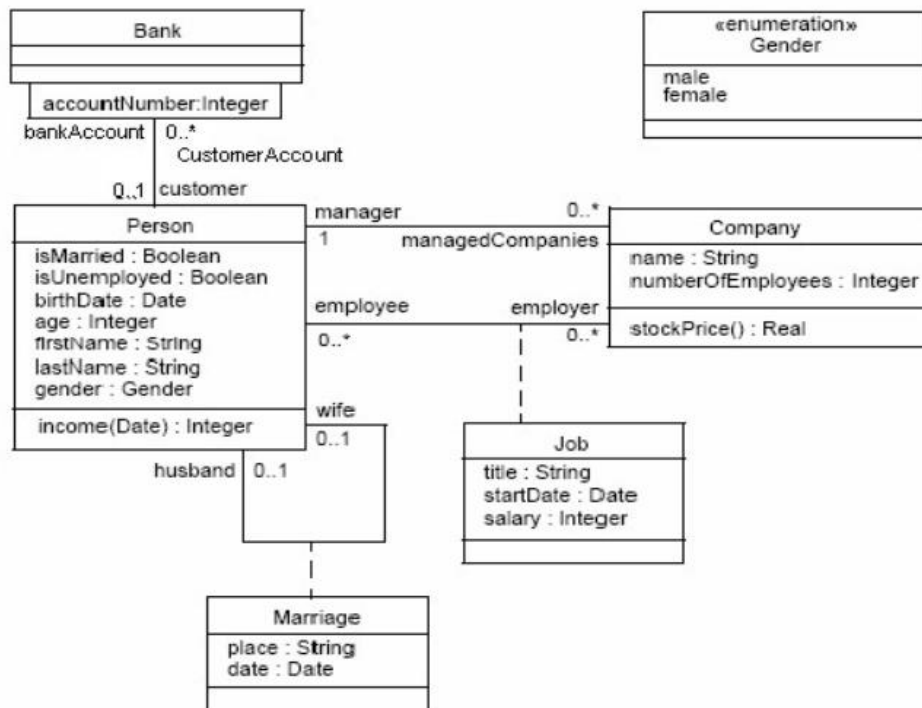 Bank
accountNumber:Integer
bankAccount 0..*
CustomerAccount
0..1 customer
«enumeration»
Gender
male
female
Person
isMarried : Boolean
isUnemployed : Boolean
birthDate : Date
age : Integer
firstName : String
lastName : String
gender : Gender
income(Date) : Integer
manager 0..*
1 managedCompanies
employee employer
0..* 0..*
Company
name : String
numberOfEmployees : Integer
stockPrice() : Real
wife
0..1
husband 0..1
Job
title : String
startDate : Date
salary : Integer
Marriage
place : String
date : Date